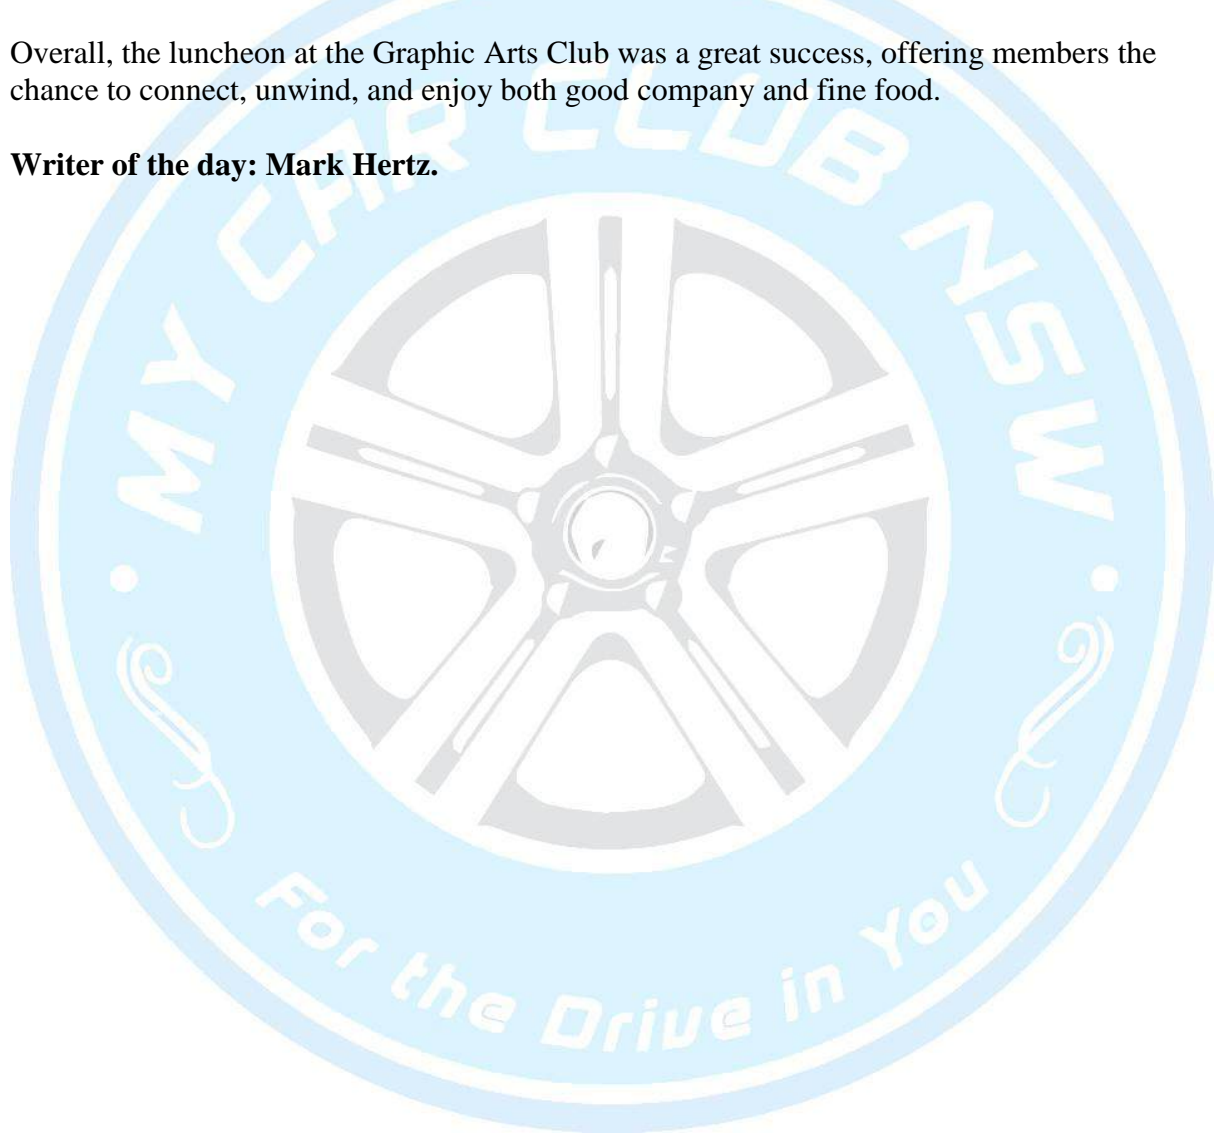 Overall, the luncheon at the Graphic Arts Club was a great success, offering members the
chance to connect, unwind, and enjoy both good company and fine food.
Writer of the day: Mark Hertz.
MY CAR CLUB NSW
For the Drive in You